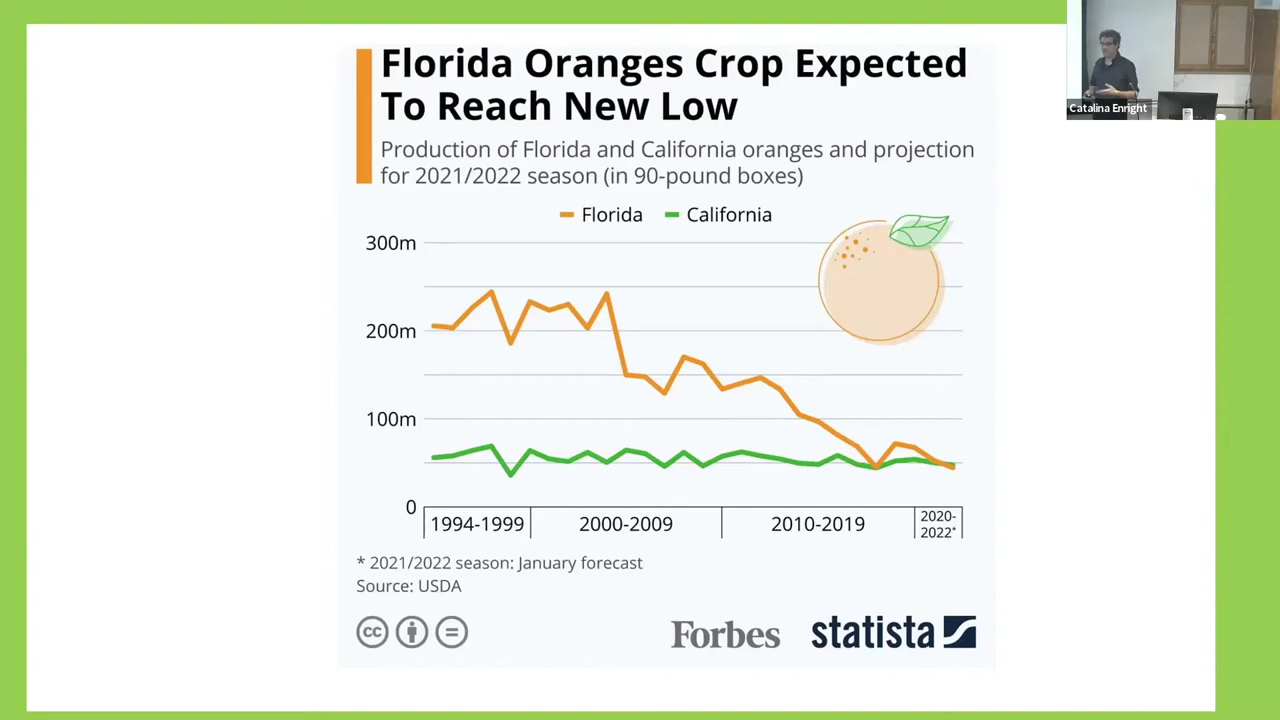 Florida Oranges Crop Expected
To Reach New Low
Production of Florida and California oranges and projection
for 2021/2022 season (in 90-pound boxes)
Florida California
300m
200m
100m
0
1994-1999 2000-2009 2010-2019 2020-
2022*
* 2021/2022 season: January forecast
Source: USDA
cc
Forbes statista
Catalina Enright